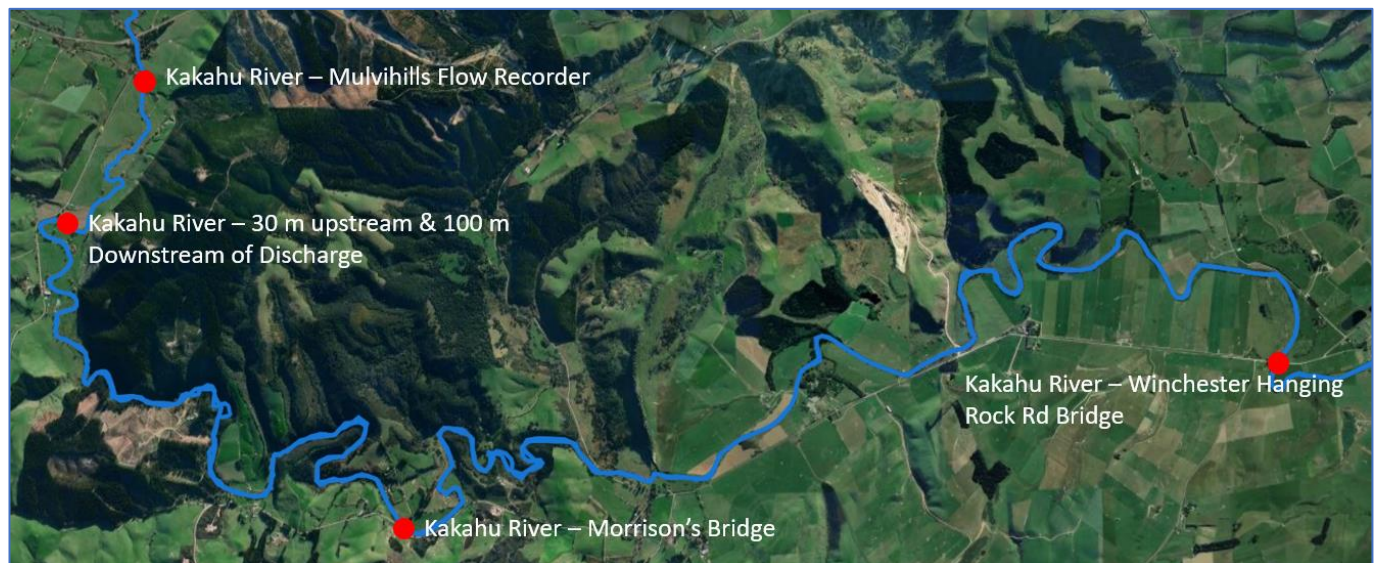 Kakahu River – Mulvihills Flow Recorder
Kakahu River – 30 m upstream & 100 m
Downstream of Discharge
Kakahu River – Winchester Hanging
Rock Rd Bridge
Kakahu River – Morrison's Bridge